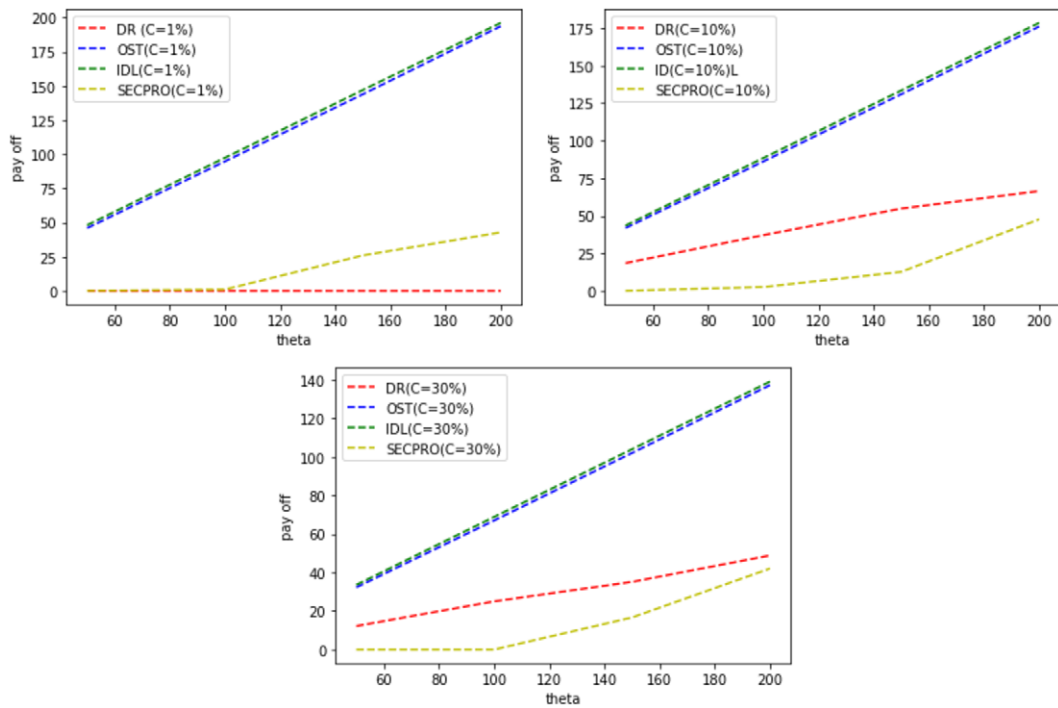 DR (C=1%)
OST(C=1%)
IDL(C=1%)
SECPRO(C=1%)
200
175
150
125
100
75
50
25
0
pay off
60 80 100 120 140 160 180 200
theta
DR(C=10%)
OST(C=10%)
ID(C=10%)L
SECPRO(C=10%)
175
150
125
100
75
50
25
0
pay off
60 80 100 120 140 160 180 200
theta
DR(C=30%)
OST(C=30%)
IDL(C=30%)
SECPRO(C=30%)
140
120
100
80
60
40
20
0
pay off
60 80 100 120 140 160 180 200
theta